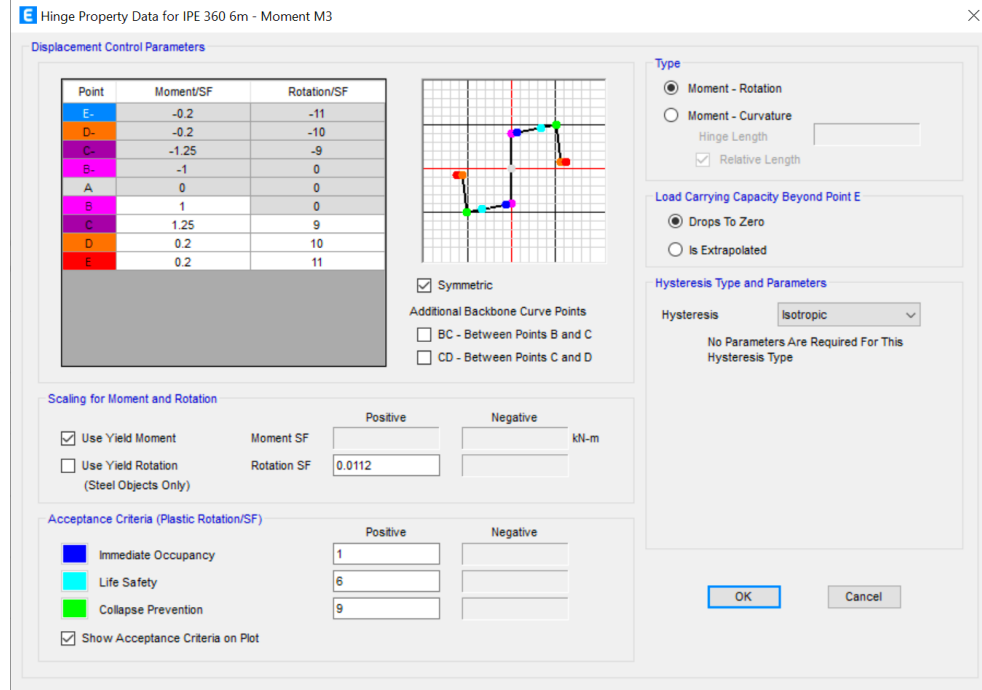 E Hinge Property Data for IPE 360 6m - Moment M3
Displacement Control Parameters
Point Moment/SF Rotation/SF
E- -0.2 -11
D- -0.2 -10
C- -1.25 -9
B- -1 0
A 0 0
B 1 0
C 1.25 9
D 0.2 10
E 0.2 11
Symmetric
Additional Backbone Curve Points
BC - Between Points B and C
CD - Between Points C and D
Scaling for Moment and Rotation
Positive Negative
Use Yield Moment Moment SF kN-m
Use Yield Rotation Rotation SF 0.0112
(Steel Objects Only)
Acceptance Criteria (Plastic Rotation/SF)
Positive Negative
Immediate Occupancy 1
Life Safety 6
Collapse Prevention 9
Show Acceptance Criteria on Plot
Type
Moment - Rotation
Moment - Curvature
Hinge Length
Relative Length
Load Carrying Capacity Beyond Point E
Drops To Zero
Is Extrapolated
Hysteresis Type and Parameters
Hysteresis Isotropic
No Parameters Are Required For This
Hysteresis Type
OK Cancel